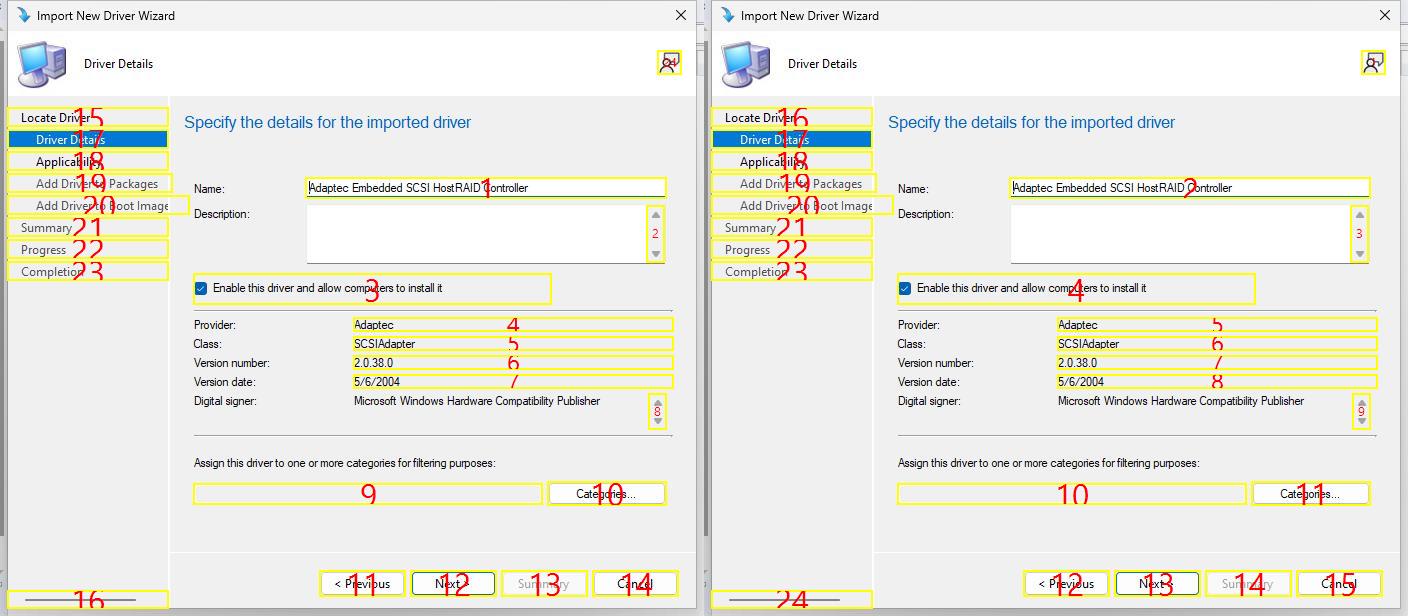 Import New Driver Wizard
Driver Details
24
Locate Driver
15
Driver Details
17
Applicability
18
Add Driver to Packages
19
Add Driver to Boot Image
20
Summary
21
Progress
22
Completion
23
16
Specify the details for the imported driver
Name: Adaptec Embedded SCSI HostRAID Controller
1
Description:
2
Enable this driver and allow computers to install it
3
Provider: Adaptec
4
Class: SCSIAdapter
5
Version number: 2.0.38.0
6
Version date: 5/6/2004
7
Digital signer: Microsoft Windows Hardware Compatibility Publisher
8
Assign this driver to one or more categories for filtering purposes:
9
Categories...
10
< Previous
11
Next >
12
Summary
13
Cancel
14
Import New Driver Wizard
Driver Details
Locate Driver
16
Driver Details
17
Applicability
18
Add Driver to Packages
19
Add Driver to Boot Image
20
Summary
21
Progress
22
Completion
23
24
Specify the details for the imported driver
Name: Adaptec Embedded SCSI HostRAID Controller
2
Description:
3
Enable this driver and allow computers to install it
4
Provider: Adaptec
5
Class: SCSIAdapter
6
Version number: 2.0.38.0
7
Version date: 5/6/2004
8
Digital signer: Microsoft Windows Hardware Compatibility Publisher
9
Assign this driver to one or more categories for filtering purposes:
10
Categories...
11
< Previous
12
Next >
13
Summary
14
Cancel
15